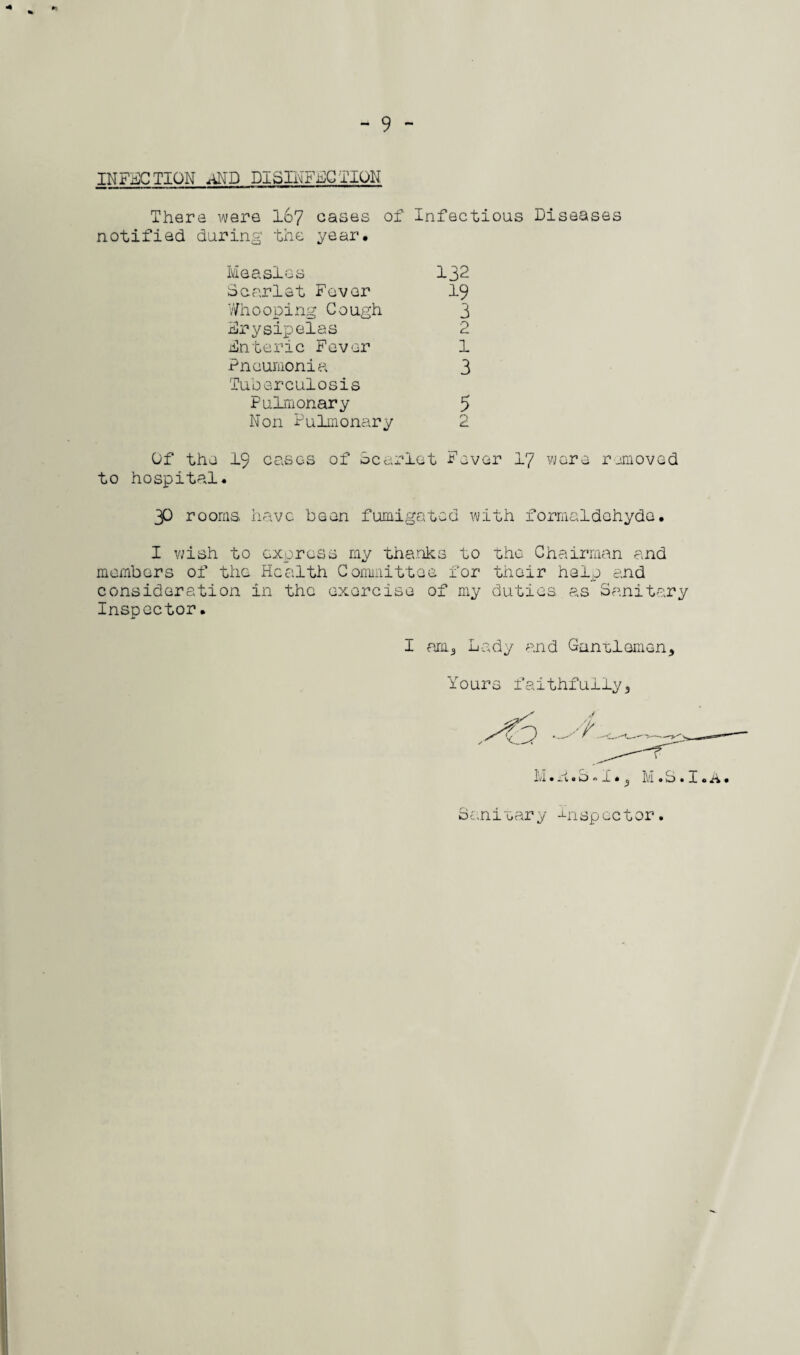 - 9 -
INFECTION AND DISINFECTION
There were 167 cases of Infectious Diseases
notified during the year.
Measles 132
Scarlet Fever 19
Whooping Cough 3
Erysipelas 2
Enteric Fever 1
Pneumonia 3
Tuberculosis
Pulmonary 5
Non Pulmonary 2
Of the 19 cases of Scarlet Fever 17 were removed
to hospital.
30 rooms have been fumigated with formaldehyde.
I wish to express my thanks to the Chairman and
members of the Health Committee for their help and
consideration in the exercise of my duties as Sanitary
Inspector.
I am, Lady and Gentlemen,
Yours faithfully,
M.R.S.I., M.S.I.A.
Sanitary Inspector.